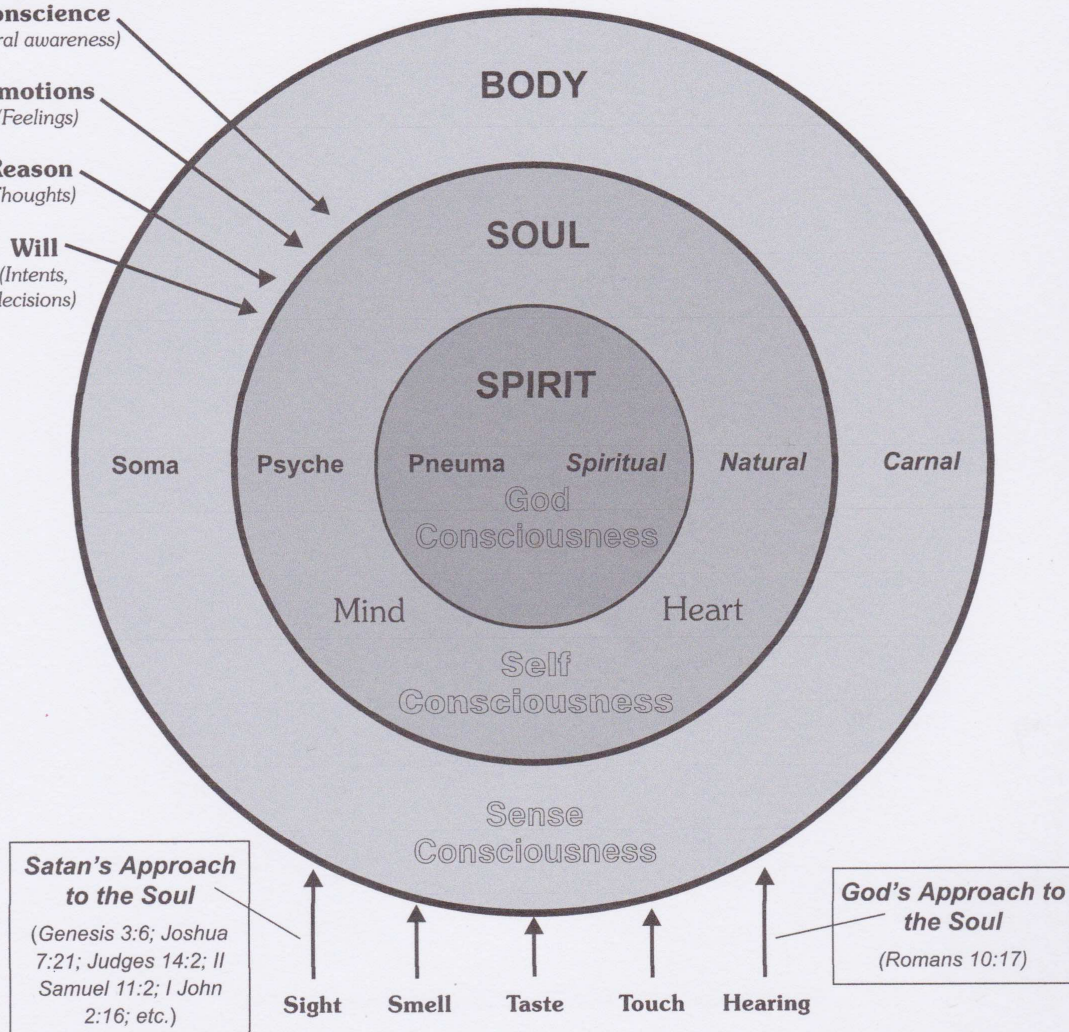 onscience
ral awareness)
motions
(Feelings)
Reason
Thoughts)
Will
(Intents,
decisions)
BODY
SOUL
SPIRIT
Soma Psyche Pneuma Spiritual Natural Carnal
God
Consciousness
Mind Heart
Self
Consciousness
Sense
Consciousness
Satan's Approach
to the Soul
(Genesis 3:6; Joshua
7:21; Judges 14:2; II
Samuel 11:2; I John
2:16; etc.)
Sight Smell Taste Touch Hearing
God's Approach to
the Soul
(Romans 10:17)